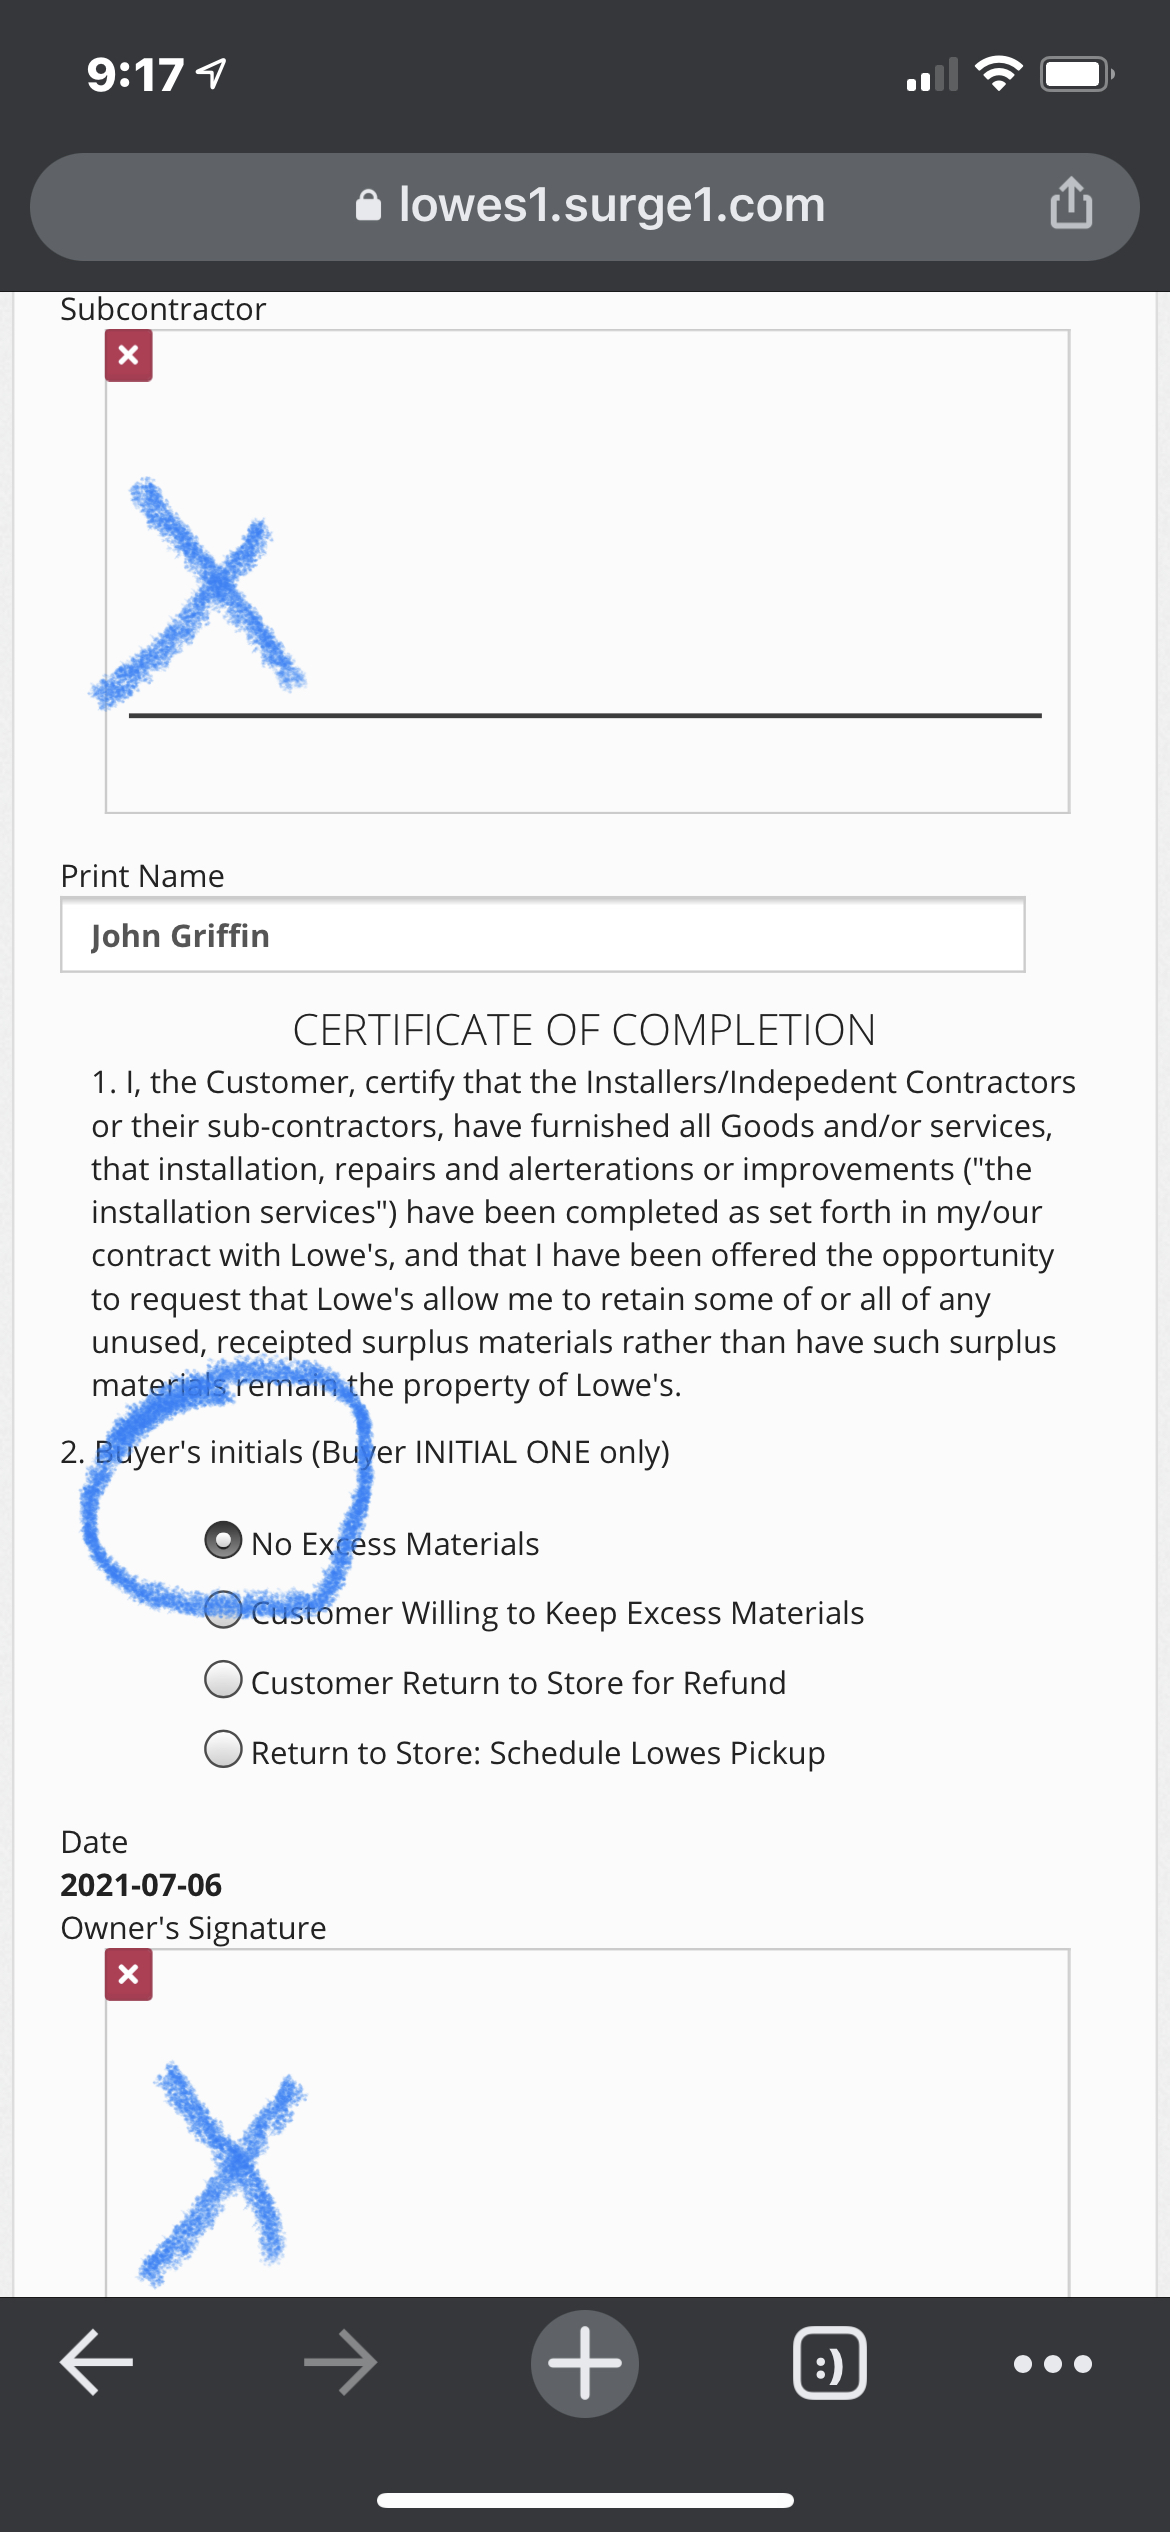 9:17
lowes1.surge1.com
Subcontractor
Print Name
John Griffin
CERTIFICATE OF COMPLETION
1. I, the Customer, certify that the Installers/Indepedent Contractors
or their sub-contractors, have furnished all Goods and/or services,
that installation, repairs and alerterations or improvements ("the
installation services") have been completed as set forth in my/our
contract with Lowe's, and that I have been offered the opportunity
to request that Lowe's allow me to retain some of or all of any
unused, receipted surplus materials rather than have such surplus
materials remain the property of Lowe's.
2. Buyer's initials (Buyer INITIAL ONE only)
No Excess Materials
Customer Willing to Keep Excess Materials
Customer Return to Store for Refund
Return to Store: Schedule Lowes Pickup
Date
2021-07-06
Owner's Signature
:)